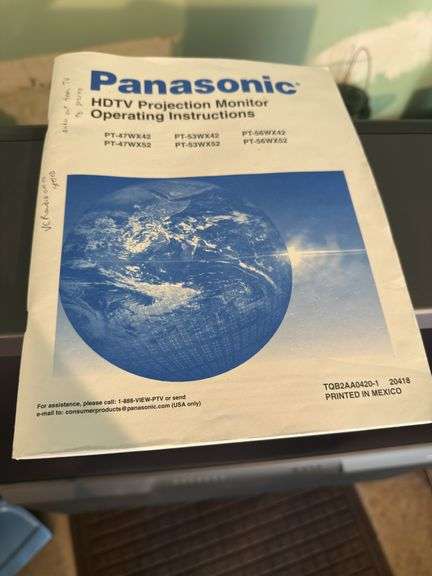 Panasonic
HDTV Projection Monitor
Operating Instructions
PT-47WX42 PT-53WX42 PT-56WX42
PT-47WX52 PT-53WX52 PT-56WX52
For assistance, please call: 1-888-VIEW-PTV or send
e-mail to: consumerproducts@panasonic.com (USA only)
TQB2AA0420-1 20418
PRINTED IN MEXICO